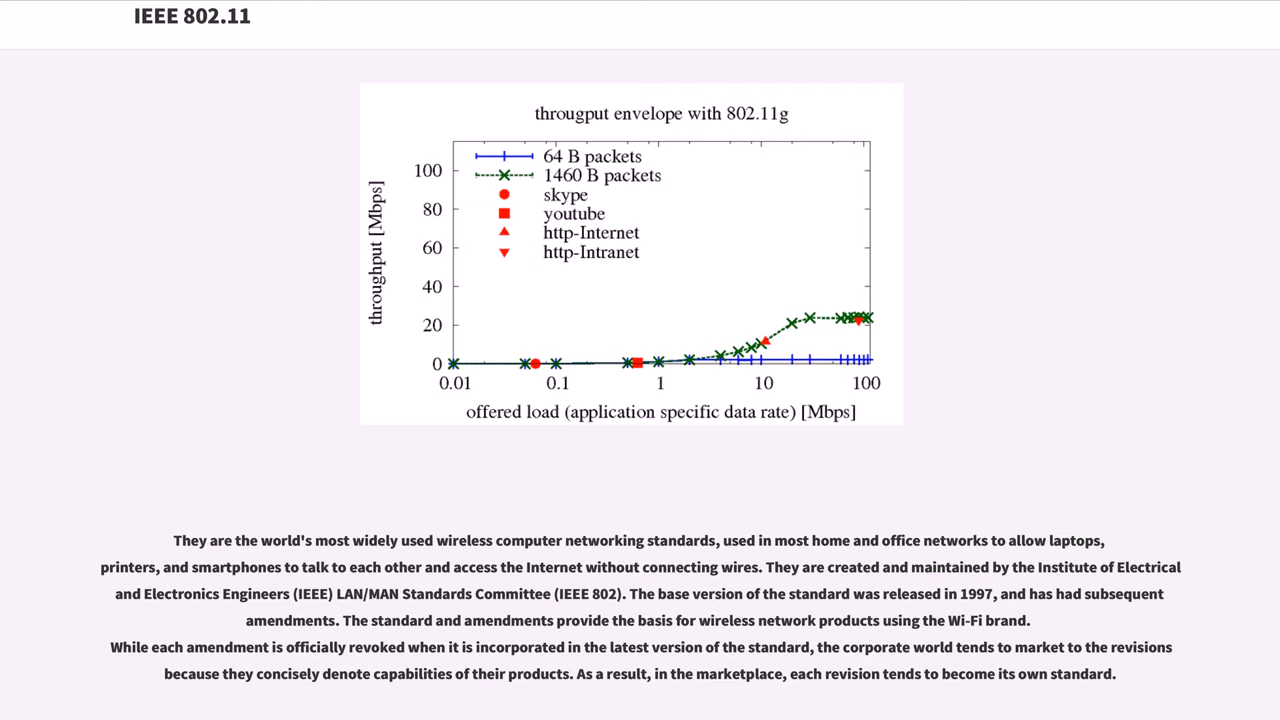 IEEE 802.11
througput envelope with 802.11g
64 B packets
1460 B packets
skype
youtube
http-Internet
http-Intranet
throughput [Mbps]
100
80
60
40
20
0
0.01 0.1 1 10 100
offered load (application specific data rate) [Mbps]
They are the world's most widely used wireless computer networking standards, used in most home and office networks to allow laptops,
printers, and smartphones to talk to each other and access the Internet without connecting wires. They are created and maintained by the Institute of Electrical
and Electronics Engineers (IEEE) LAN/MAN Standards Committee (IEEE 802). The base version of the standard was released in 1997, and has had subsequent
amendments. The standard and amendments provide the basis for wireless network products using the Wi-Fi brand.
While each amendment is officially revoked when it is incorporated in the latest version of the standard, the corporate world tends to market to the revisions
because they concisely denote capabilities of their products. As a result, in the marketplace, each revision tends to become its own standard.